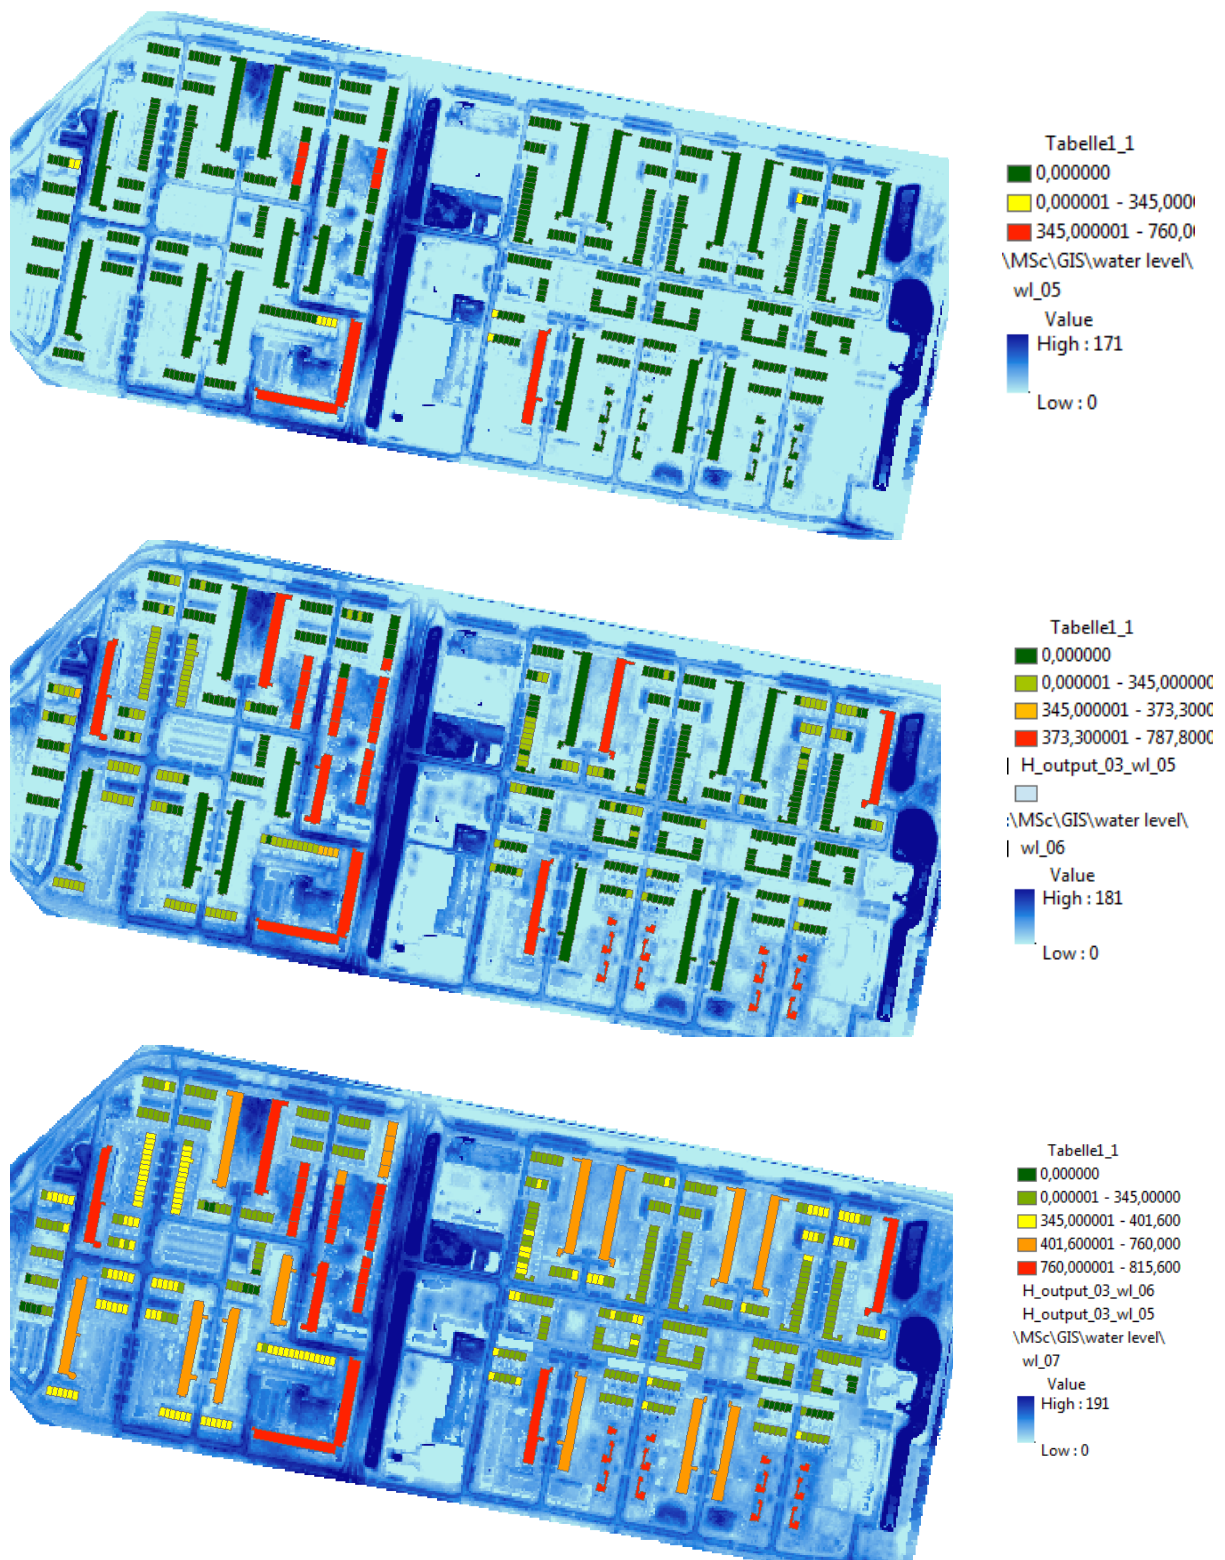 Tabelle1_1
0,000000
0,000001 - 345,000
345,000001 - 760,0
\MSc\GIS\water level\
wl_05
Value
High : 171
Low : 0
Tabelle1_1
0,000000
0,000001 - 345,000000
345,000001 - 373,3000
373,300001 - 787,8000
H_output_03_wl_05
:\MSc\GIS\water level\
wl_06
Value
High : 181
Low : 0
Tabelle1_1
0,000000
0,000001 - 345,00000
345,000001 - 401,600
401,600001 - 760,000
760,000001 - 815,600
H_output_03_wl_06
H_output_03_wl_05
\MSc\GIS\water level\
wl_07
Value
High : 191
Low : 0